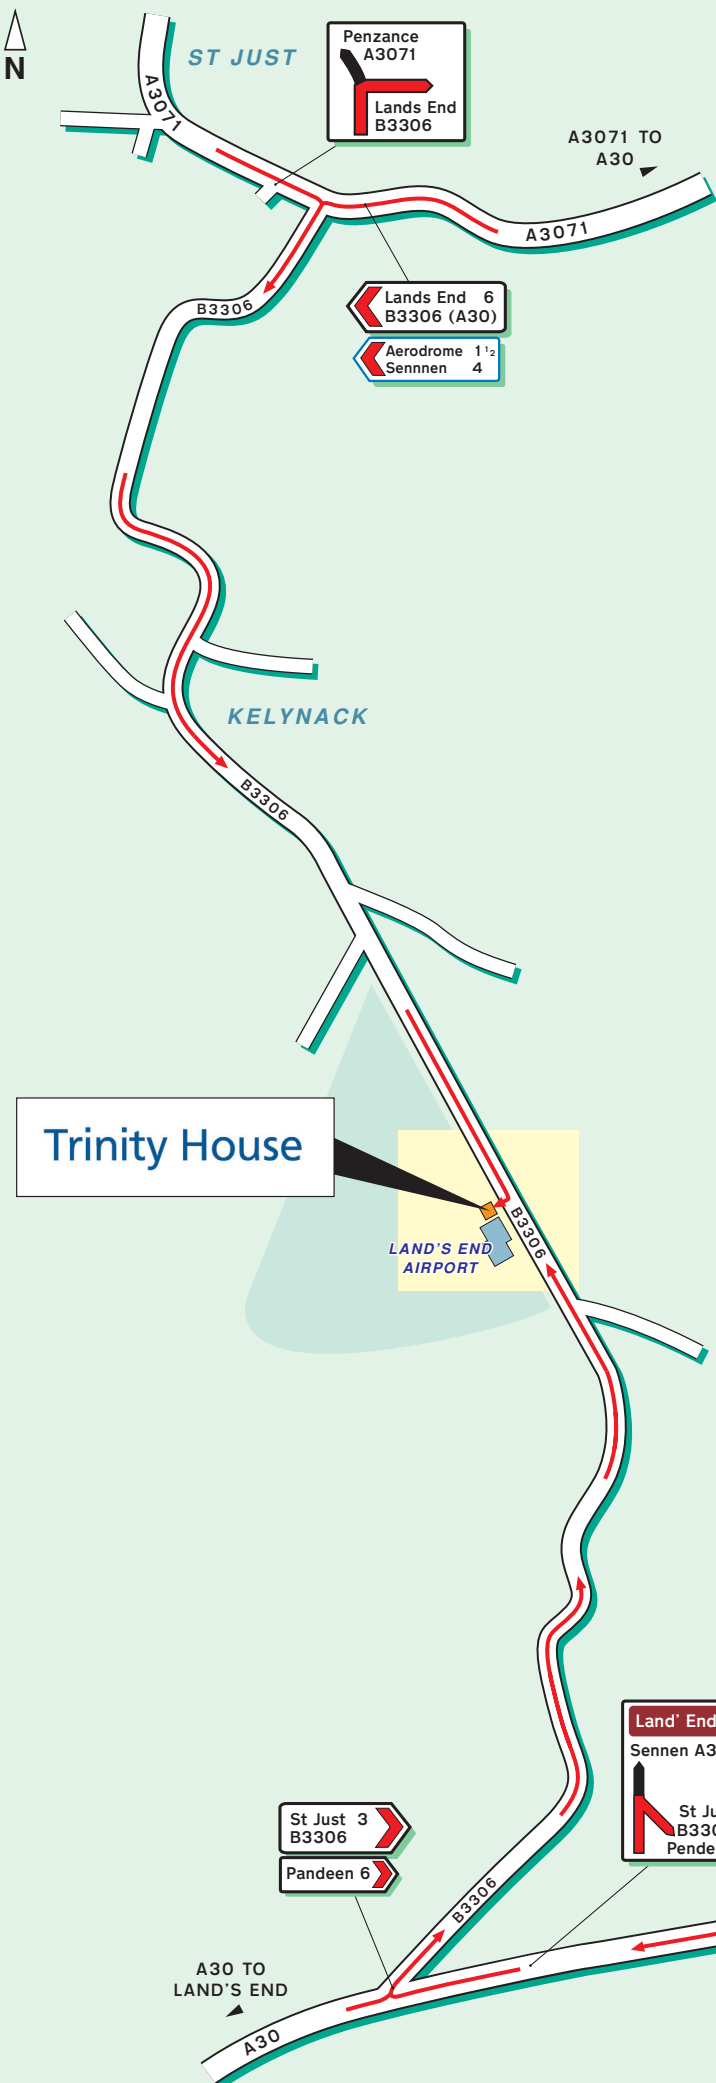 N
ST JUST
Penzance
A3071
Lands End
B3306
A3071
A3071 TO
A30
A3071
B3306
Lands End 6
B3306 (A30)
Aerodrome 1 1 2
Sennnen 4
KELYNACK
B3306
Trinity House
B3306
LAND'S END
AIRPORT
Land' End
Sennen A3
St Ju
B330
Pende
St Just 3
B3306
Pandeen 6
B3306
A30 TO
LAND'S END
A30